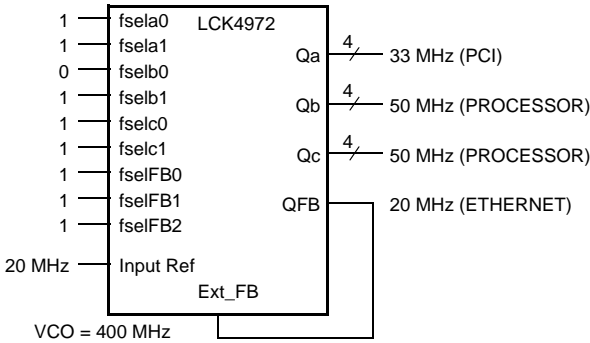 LCK4972
1 fsela0
1 fsela1
0 fselb0
1 fselb1
1 fselc0
1 fselc1
1 fselFB0
1 fselFB1
1 fselFB2
20 MHz Input Ref
Qa 4 33 MHz (PCI)
Qb 4 50 MHz (PROCESSOR)
Qc 4 50 MHz (PROCESSOR)
QFB 20 MHz (ETHERNET)
Ext_FB
VCO = 400 MHz